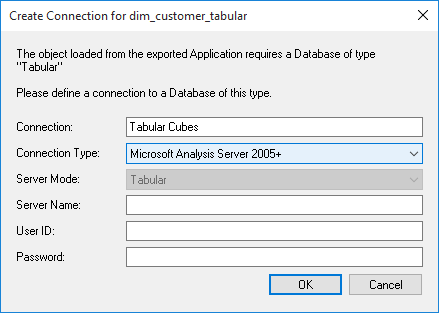 Create Connection for dim_customer_tabular
The object loaded from the exported Application requires a Database of type
"Tabular"
Please define a connection to a Database of this type.
Connection: Tabular Cubes
Connection Type: Microsoft Analysis Server 2005+
Server Mode: Tabular
Server Name:
User ID:
Password:
OK Cancel